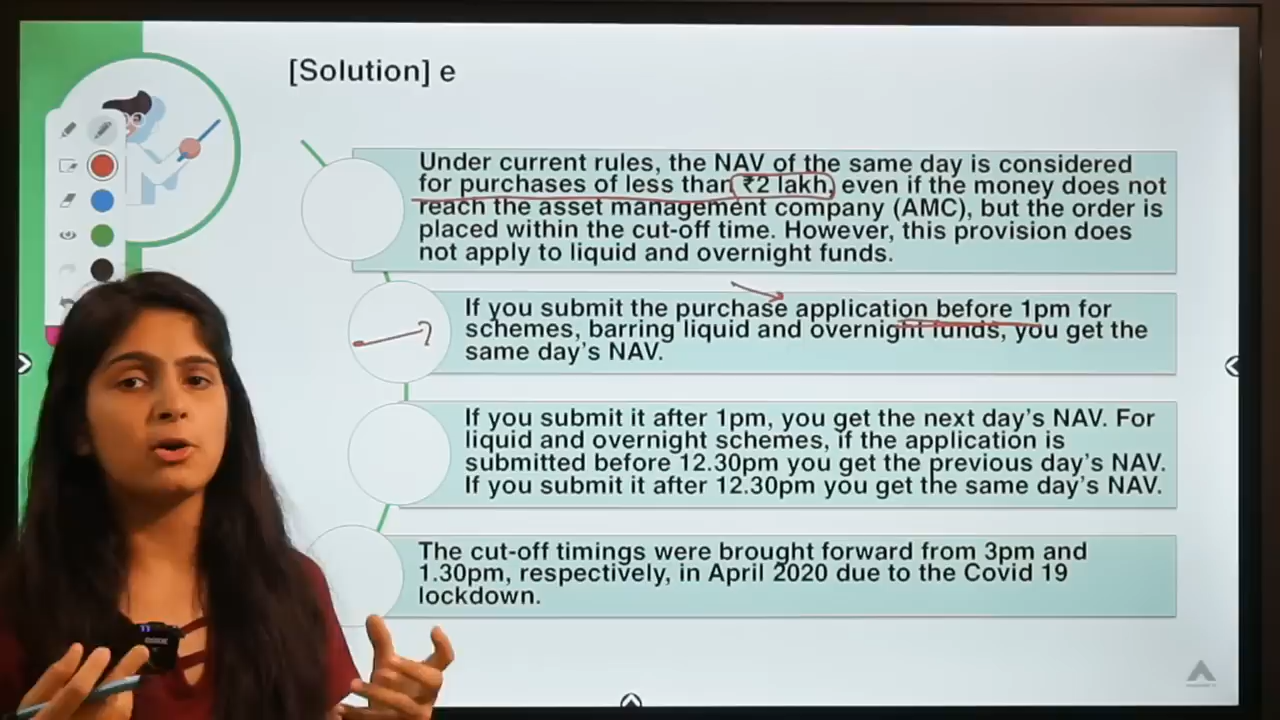 [Solution] e
Under current rules, the NAV of the same day is considered
for purchases of less than ₹2 lakh, even if the money does not
reach the asset management company (AMC), but the order is
placed within the cut-off time. However, this provision does
not apply to liquid and overnight funds.
If you submit the purchase application before 1pm for
schemes, barring liquid and overnight funds, you get the
same day's NAV.
If you submit it after 1pm, you get the next day's NAV. For
liquid and overnight schemes, if the application is
submitted before 12.30pm you get the previous day's NAV.
If you submit it after 12.30pm you get the same day's NAV.
The cut-off timings were brought forward from 3pm and
1.30pm, respectively, in April 2020 due to the Covid 19
lockdown.